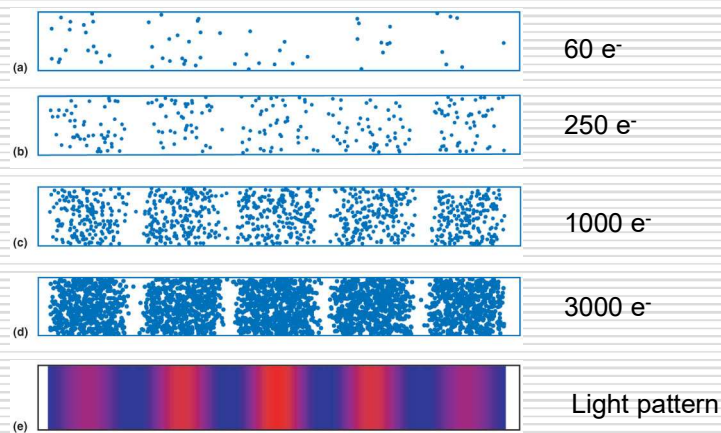 (a) 60 e⁻
(b) 250 e⁻
(c) 1000 e⁻
(d) 3000 e⁻
(e) Light pattern